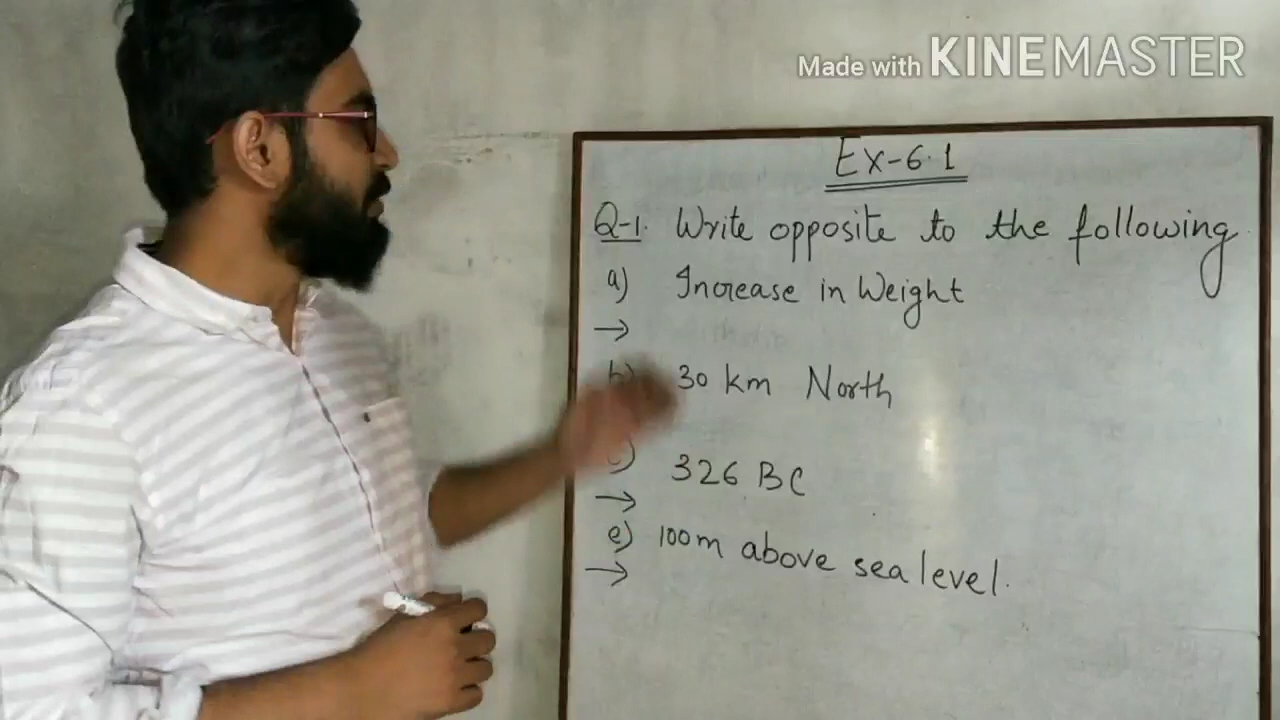 Made with KINEMASTER
Ex-6.1
Q-1. Write opposite to the following.
a) Increase in Weight
→
b) 30 km North
c) 326 BC
→
e) 100m above sea level.
→